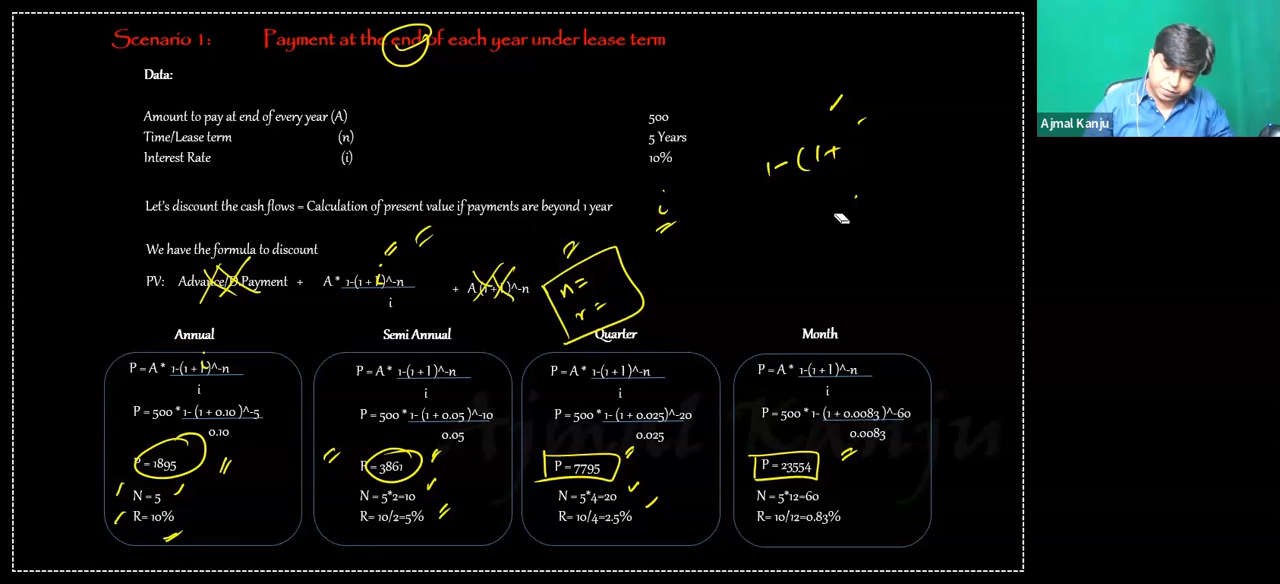 Scenario 1: Payment at the end of each year under lease term
Data:
Amount to pay at end of every year (A) 500
Time/Lease term (n) 5 Years
Interest Rate (i) 10%
Let's discount the cash flows = Calculation of present value if payments are beyond 1 year
i
1-(1+
We have the formula to discount
PV: Advance/D.Payment + A * 1-(1 + i)^-n + A (1+i)^-n
i
n =
r =
Annual Semi Annual Quarter Month
P = A * 1-(1 + i)^-n
i
P = 500 * 1- (1 + 0.10 )^-5
0.10
P = 1895
N = 5
R= 10%
P = A * 1-(1 + 1 )^-n
i
P = 500 * 1- (1 + 0.05 )^-10
0.05
P= 3861
N = 5*2=10
R= 10/2=5%
P = A * 1-(1 + 1 )^-n
i
P = 500 * 1- (1 + 0.025)^-20
0.025
P = 7795
N = 5*4=20
R= 10/4=2.5%
P = A * 1-(1 + 1 )^-n
i
P = 500 * 1- (1 + 0.0083)^-60
0.0083
P = 23554
N = 5*12=60
R= 10/12=0.83%
Ajmal Kanju
Ajmal Kanju